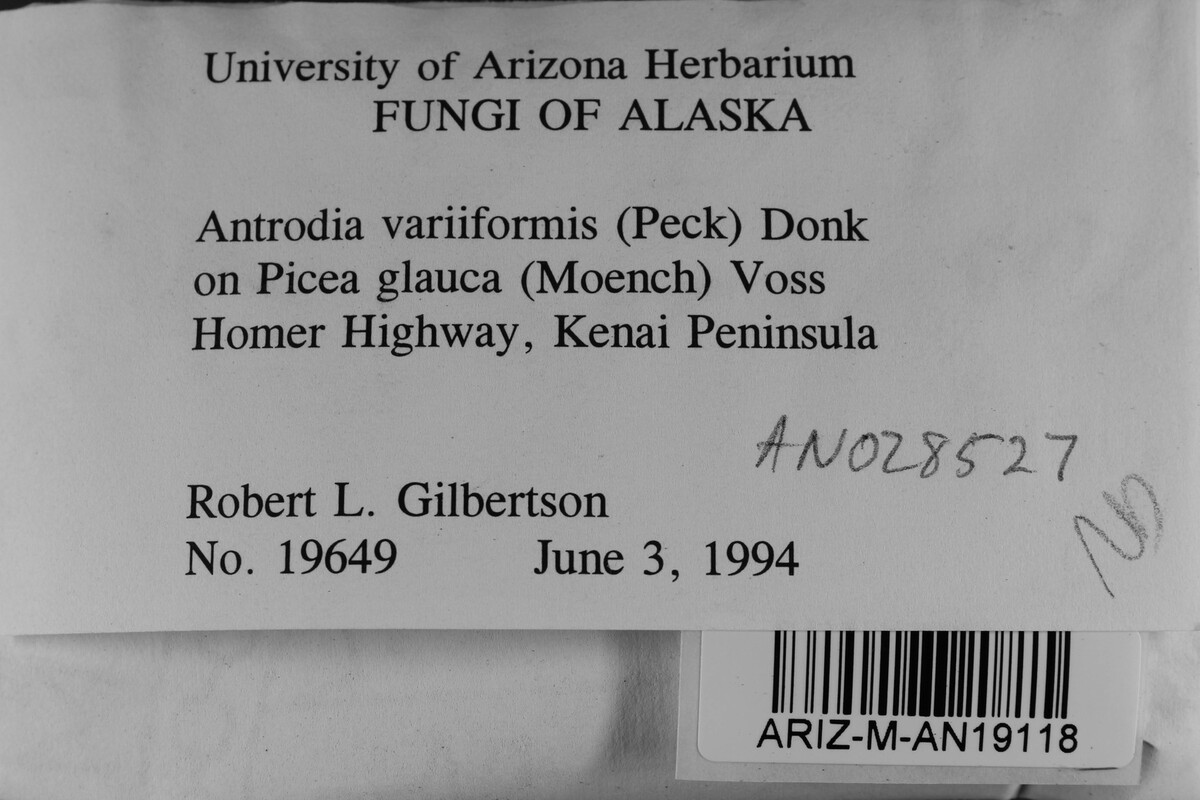 University of Arizona Herbarium
FUNGI OF ALASKA
Antrodia variiformis (Peck) Donk
on Picea glauca (Moench) Voss
Homer Highway, Kenai Peninsula
AN028527
ND
Robert L. Gilbertson
No. 19649 June 3, 1994
ARIZ-M-AN19118